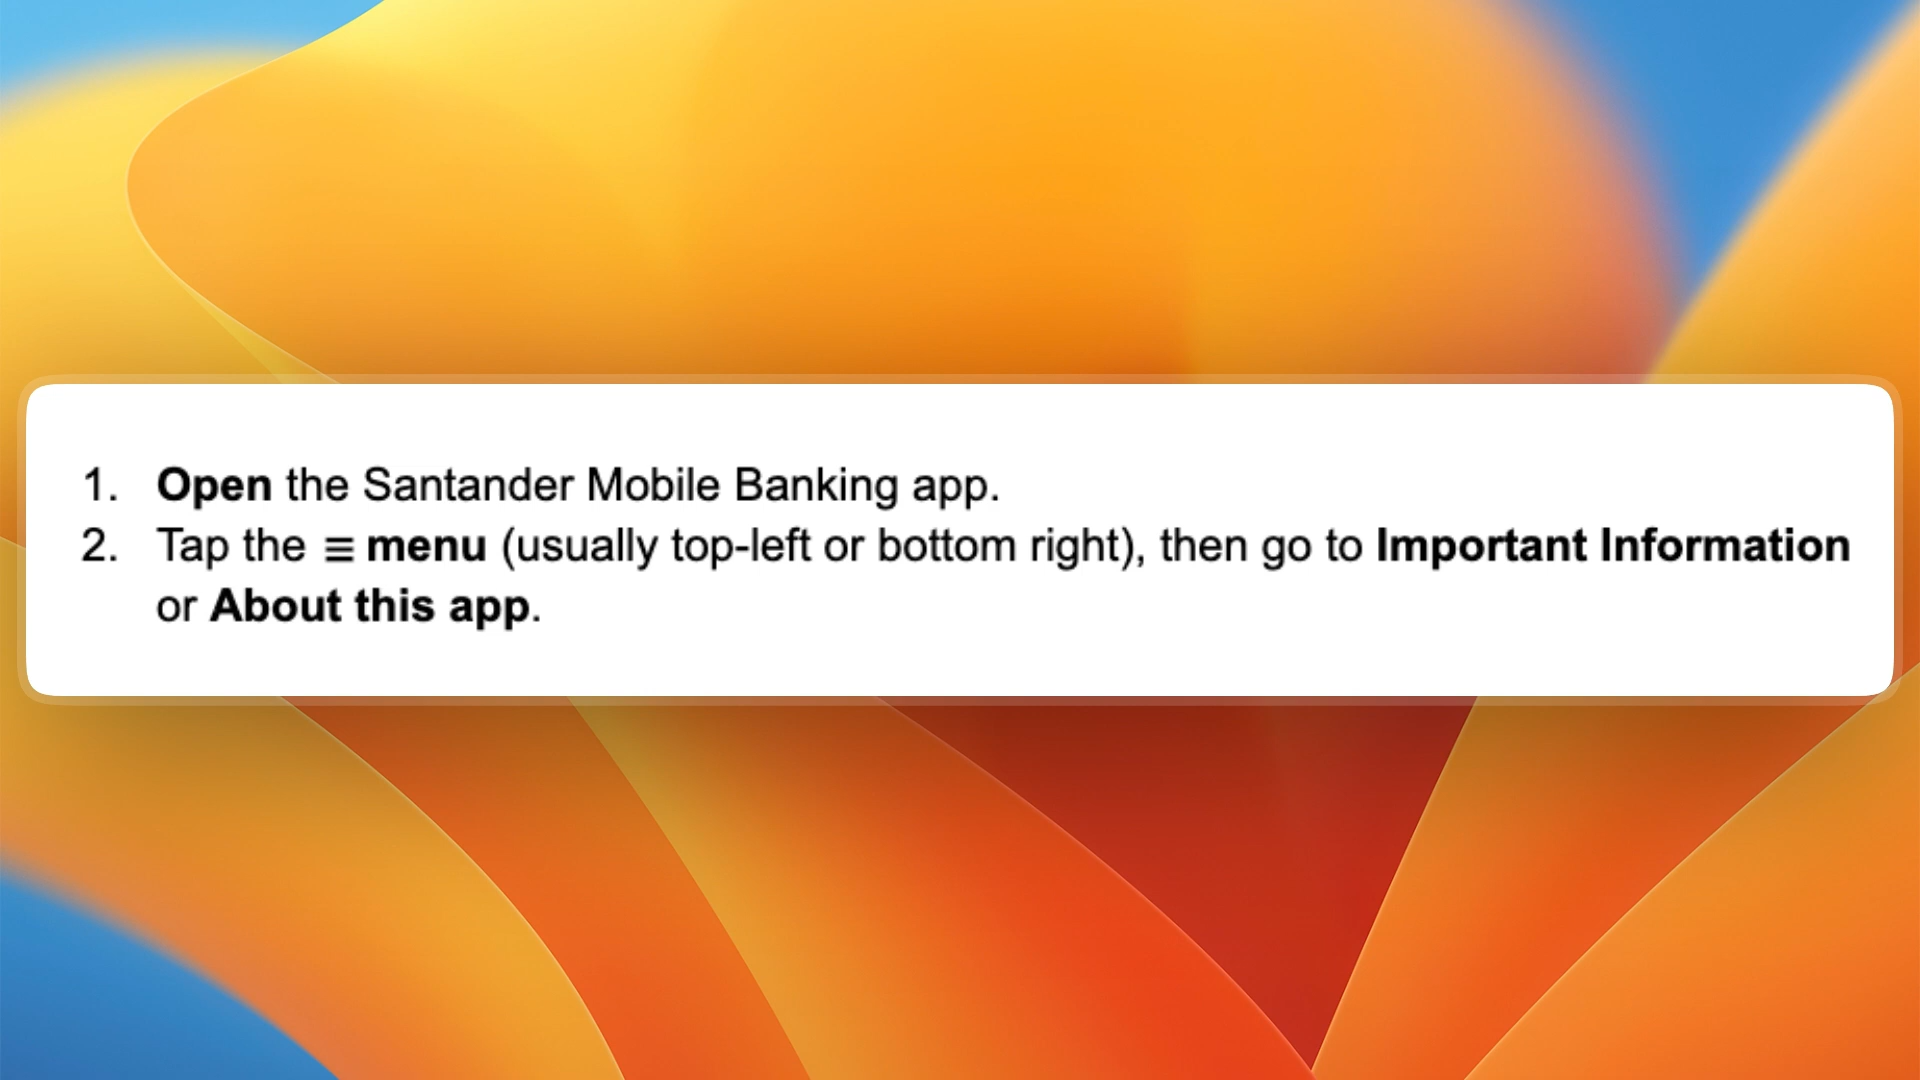 1. Open the Santander Mobile Banking app.
2. Tap the ≡ menu (usually top-left or bottom right), then go to Important Information
or About this app.